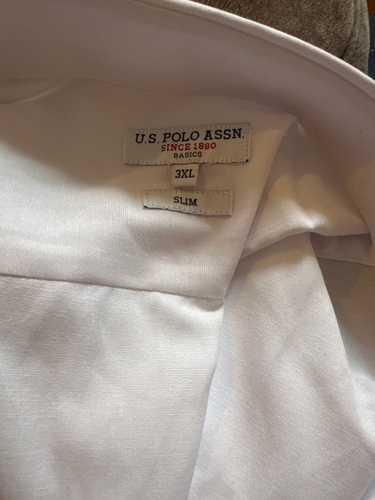 U.S. POLO ASSN.
SINCE 1890
BASICS
3XL
SLIM